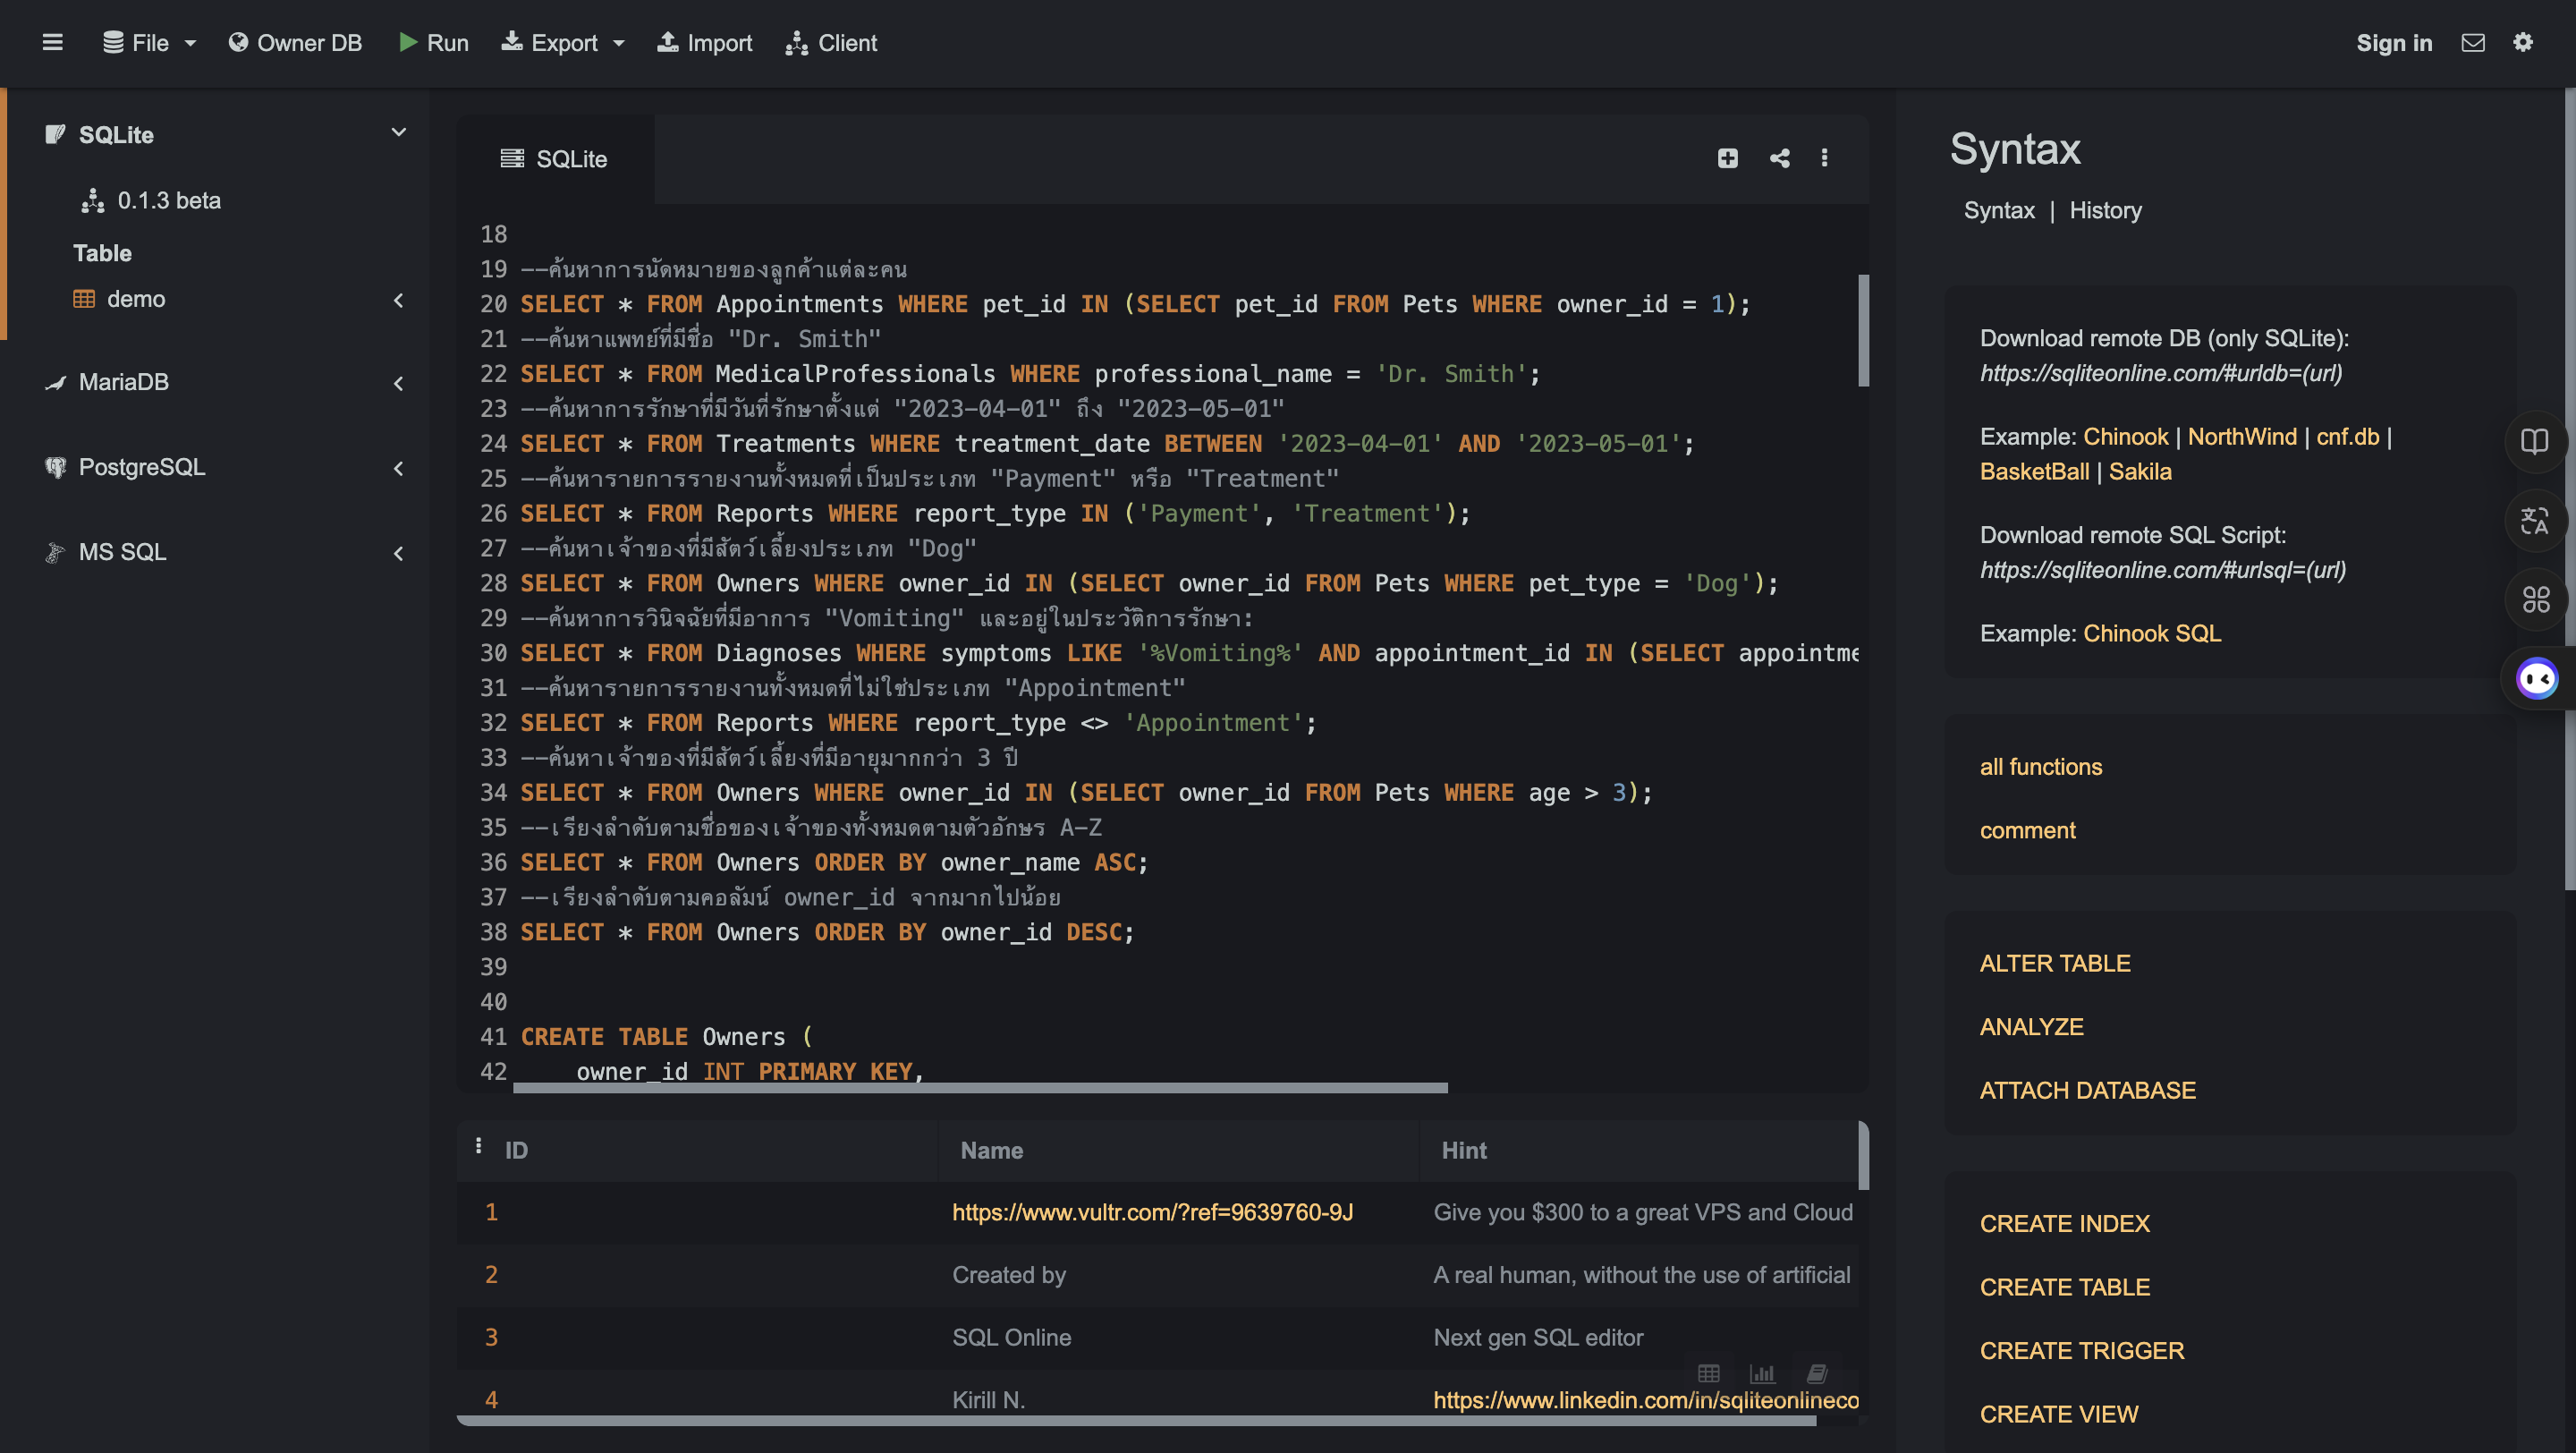 File
Owner DB
Run
Export
Import
Client
Sign in
SQLite
0.1.3 beta
Table
demo
MariaDB
PostgreSQL
MS SQL
SQLite
18
19 --ค้นหาการนัดหมายของลูกค้าแต่ละคน
20 SELECT * FROM Appointments WHERE pet_id IN (SELECT pet_id FROM Pets WHERE owner_id = 1);
21 --ค้นหาแพทย์ที่มีชื่อ "Dr. Smith"
22 SELECT * FROM MedicalProfessionals WHERE professional_name = 'Dr. Smith';
23 --ค้นหาการรักษาที่มีวันที่รักษาตั้งแต่ "2023-04-01" ถึง "2023-05-01"
24 SELECT * FROM Treatments WHERE treatment_date BETWEEN '2023-04-01' AND '2023-05-01';
25 --ค้นหารายการรายงานทั้งหมดที่เป็นประเภท "Payment" หรือ "Treatment"
26 SELECT * FROM Reports WHERE report_type IN ('Payment', 'Treatment');
27 --ค้นหาเจ้าของที่มีสัตว์เลี้ยงประเภท "Dog"
28 SELECT * FROM Owners WHERE owner_id IN (SELECT owner_id FROM Pets WHERE pet_type = 'Dog');
29 --ค้นหาการวินิจฉัยที่มีอาการ "Vomiting" และอยู่ในประวัติการรักษา:
30 SELECT * FROM Diagnoses WHERE symptoms LIKE '%Vomiting%' AND appointment_id IN (SELECT appointme
31 --ค้นหารายการรายงานทั้งหมดที่ไม่ใช่ประเภท "Appointment"
32 SELECT * FROM Reports WHERE report_type <> 'Appointment';
33 --ค้นหาเจ้าของที่มีสัตว์เลี้ยงที่มีอายุมากกว่า 3 ปี
34 SELECT * FROM Owners WHERE owner_id IN (SELECT owner_id FROM Pets WHERE age > 3);
35 --เรียงลำดับตามชื่อของเจ้าของทั้งหมดตามตัวอักษร A-Z
36 SELECT * FROM Owners ORDER BY owner_name ASC;
37 --เรียงลำดับตามคอลัมน์ owner_id จากมากไปน้อย
38 SELECT * FROM Owners ORDER BY owner_id DESC;
39
40
41 CREATE TABLE Owners (
42 owner_id INT PRIMARY KEY,
ID Name Hint
1 https://www.vultr.com/?ref=9639760-9J Give you $300 to a great VPS and Cloud
2 Created by A real human, without the use of artificial
3 SQL Online Next gen SQL editor
4 Kirill N. https://www.linkedin.com/in/sqliteonlineco
Syntax
Syntax | History
Download remote DB (only SQLite):
https://sqliteonline.com/#urldb=(url)
Example: Chinook | NorthWind | cnf.db |
BasketBall | Sakila
Download remote SQL Script:
https://sqliteonline.com/#urlsql=(url)
Example: Chinook SQL
all functions
comment
ALTER TABLE
ANALYZE
ATTACH DATABASE
CREATE INDEX
CREATE TABLE
CREATE TRIGGER
CREATE VIEW